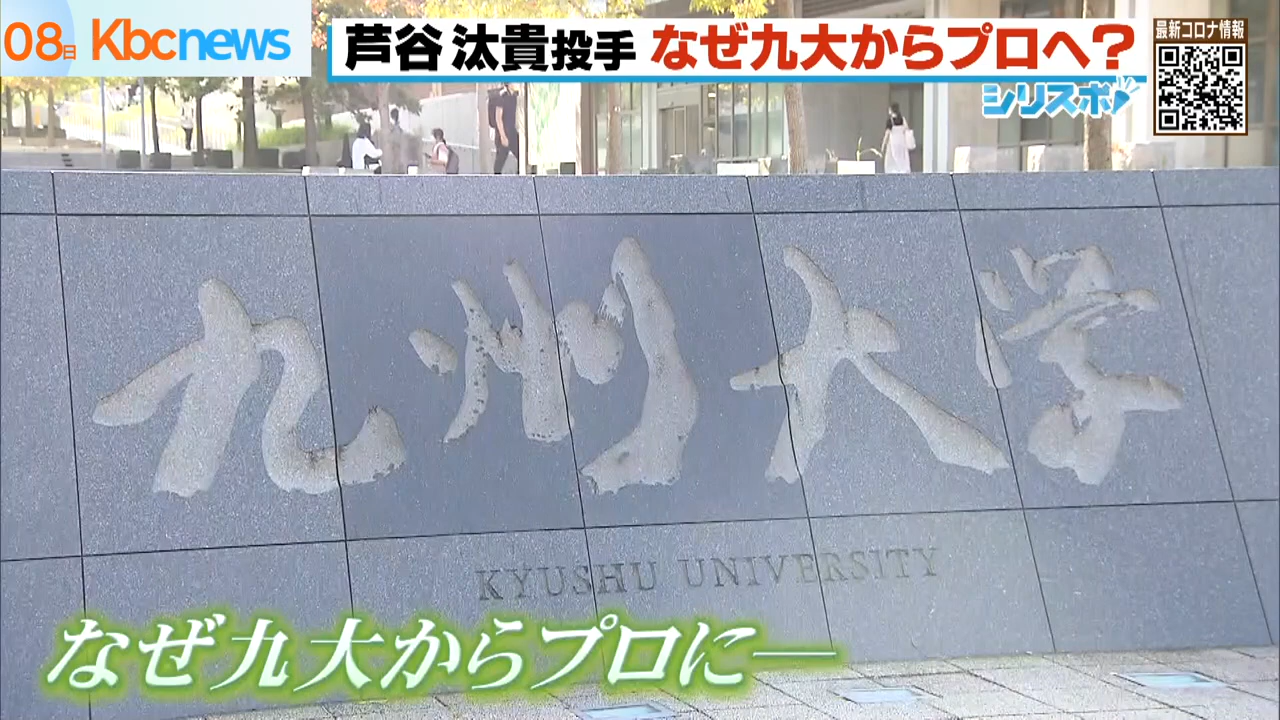 08日 Kbcnews
芦谷 汰貴投手 なぜ九大からプロへ?
シリスポ!
最新コロナ情報
九州大学
KYUSHU UNIVERSITY
なぜ九大からプロに―